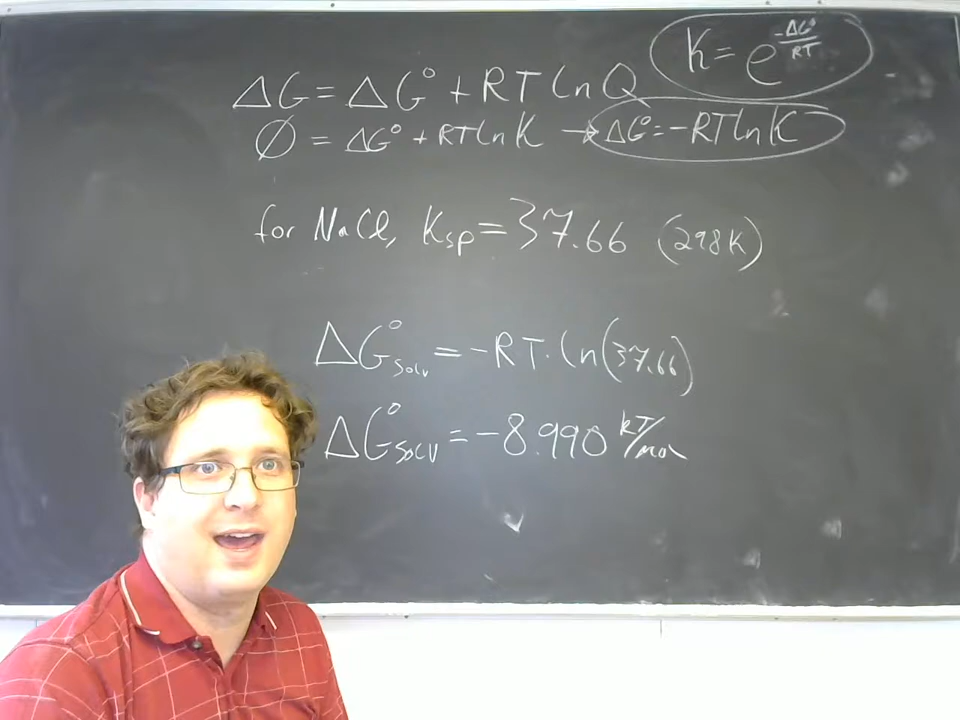 K = e^(-ΔG°/RT)
ΔG = ΔG° + RT ln Q
Ø = ΔG° + RT ln K → ΔG° = -RT ln K
for NaCl, Ksp = 37.66 (298K)
ΔG°solv = -RT · ln(37.66)
ΔG°solv = -8.990 kJ/mol